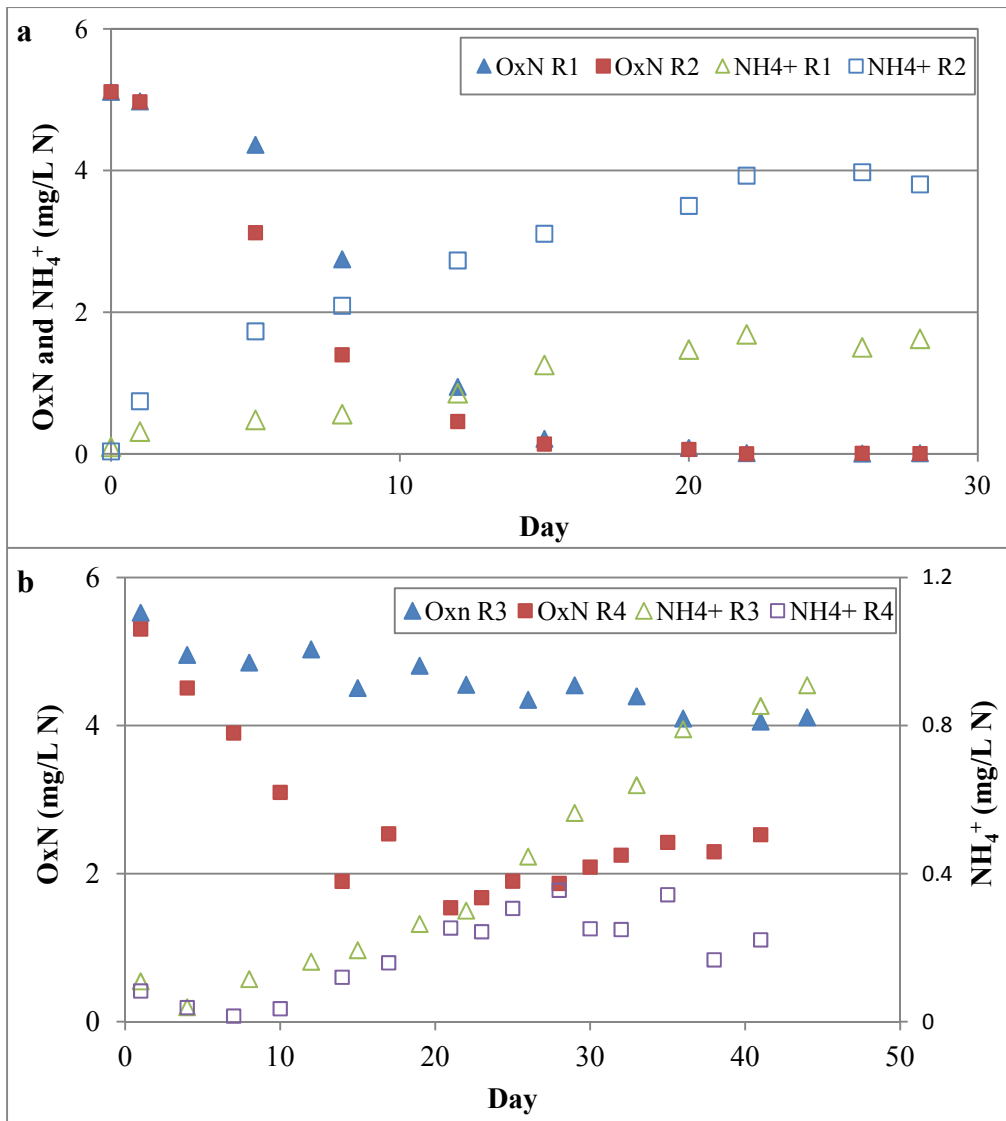 a
6
4
2
0
OxN R1 OxN R2 NH4+ R1 NH4+ R2
OxN and NH₄⁺ (mg/L N)
0 10 20 30
Day
b
6
4
2
0
Oxn R3 OxN R4 NH4+ R3 NH4+ R4
1.2
0.8
0.4
0
OxN (mg/L N)
NH₄⁺ (mg/L N)
0 10 20 30 40 50
Day